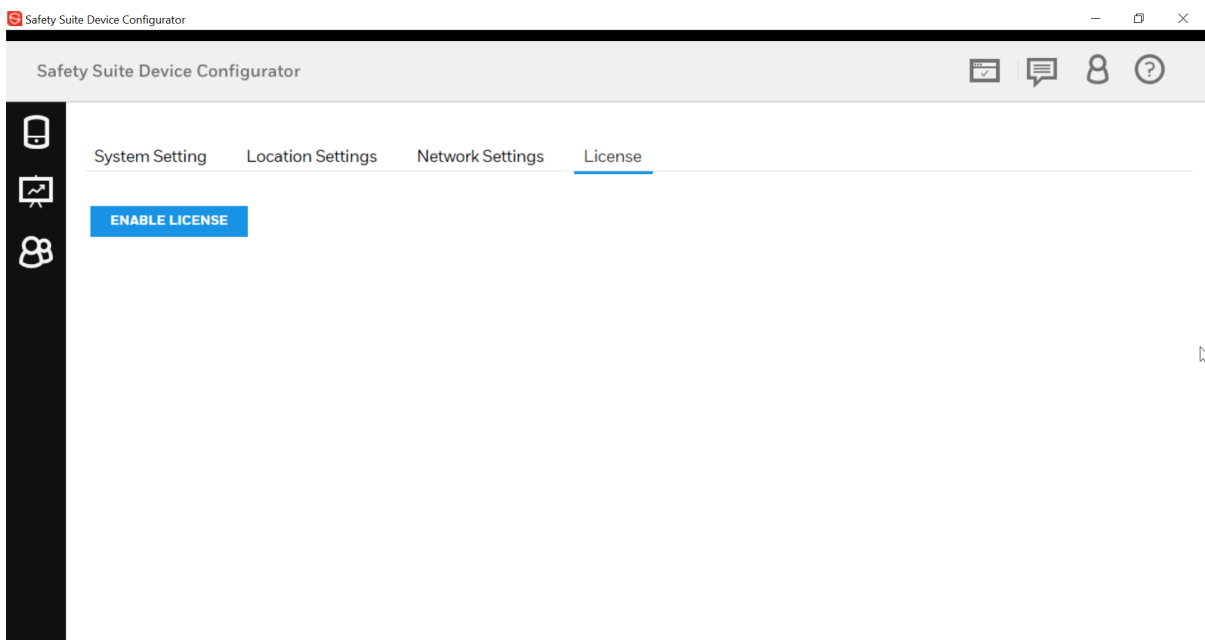 Safety Suite Device Configurator
Safety Suite Device Configurator
System Setting Location Settings Network Settings License
ENABLE LICENSE